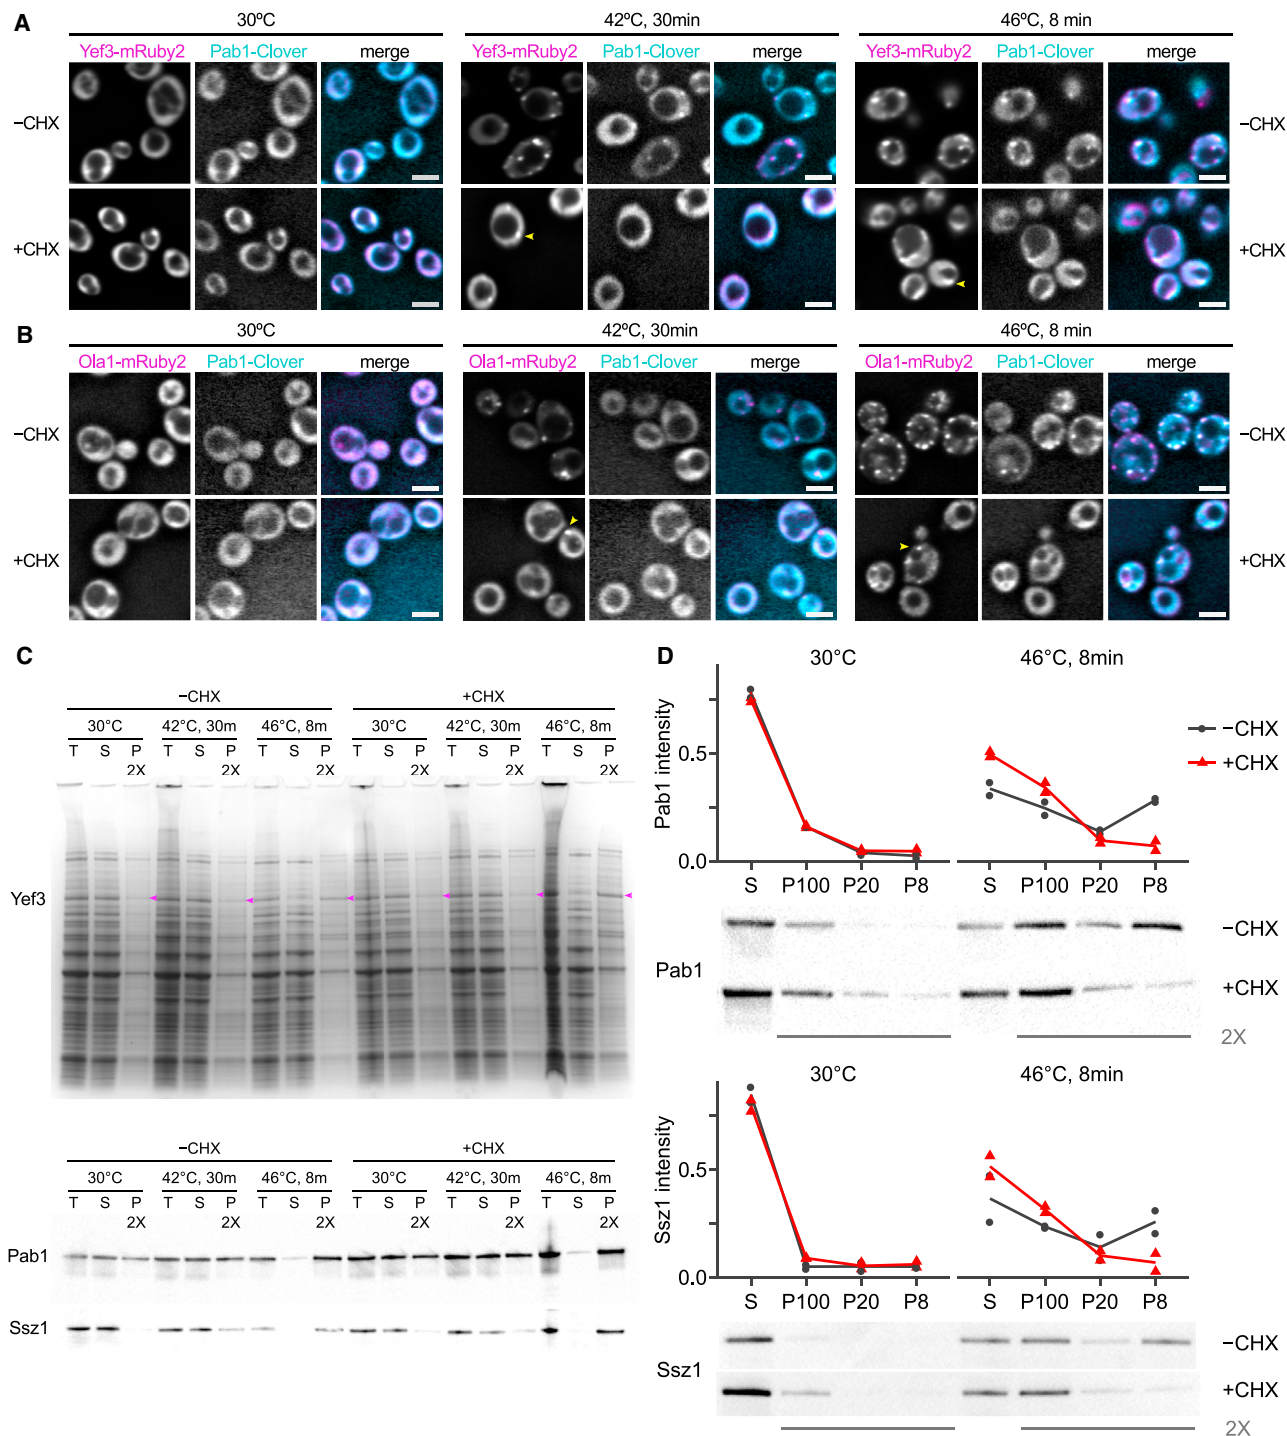 A
30ºC
42ºC, 30min
46ºC, 8 min
Yef3-mRuby2 Pab1-Clover merge
Yef3-mRuby2 Pab1-Clover merge
Yef3-mRuby2 Pab1-Clover merge
−CHX
−CHX
+CHX
+CHX
B
30ºC
42ºC, 30min
46ºC, 8 min
Ola1-mRuby2 Pab1-Clover merge
Ola1-mRuby2 Pab1-Clover merge
Ola1-mRuby2 Pab1-Clover merge
−CHX
−CHX
+CHX
+CHX
C
−CHX +CHX
30°C 42°C, 30m 46°C, 8m 30°C 42°C, 30m 46°C, 8m
T S P T S P T S P T S P T S P T S P
2X 2X 2X 2X 2X 2X
Yef3
−CHX +CHX
30°C 42°C, 30m 46°C, 8m 30°C 42°C, 30m 46°C, 8m
T S P T S P T S P T S P T S P T S P
2X 2X 2X 2X 2X 2X
Pab1
Ssz1
D
30°C 46°C, 8min
Pab1 intensity
0.5
0.0
−CHX
+CHX
S P100 P20 P8 S P100 P20 P8
−CHX
Pab1
+CHX
2X
30°C 46°C, 8min
Ssz1 intensity
0.5
0.0
S P100 P20 P8 S P100 P20 P8
−CHX
Ssz1
+CHX
2X